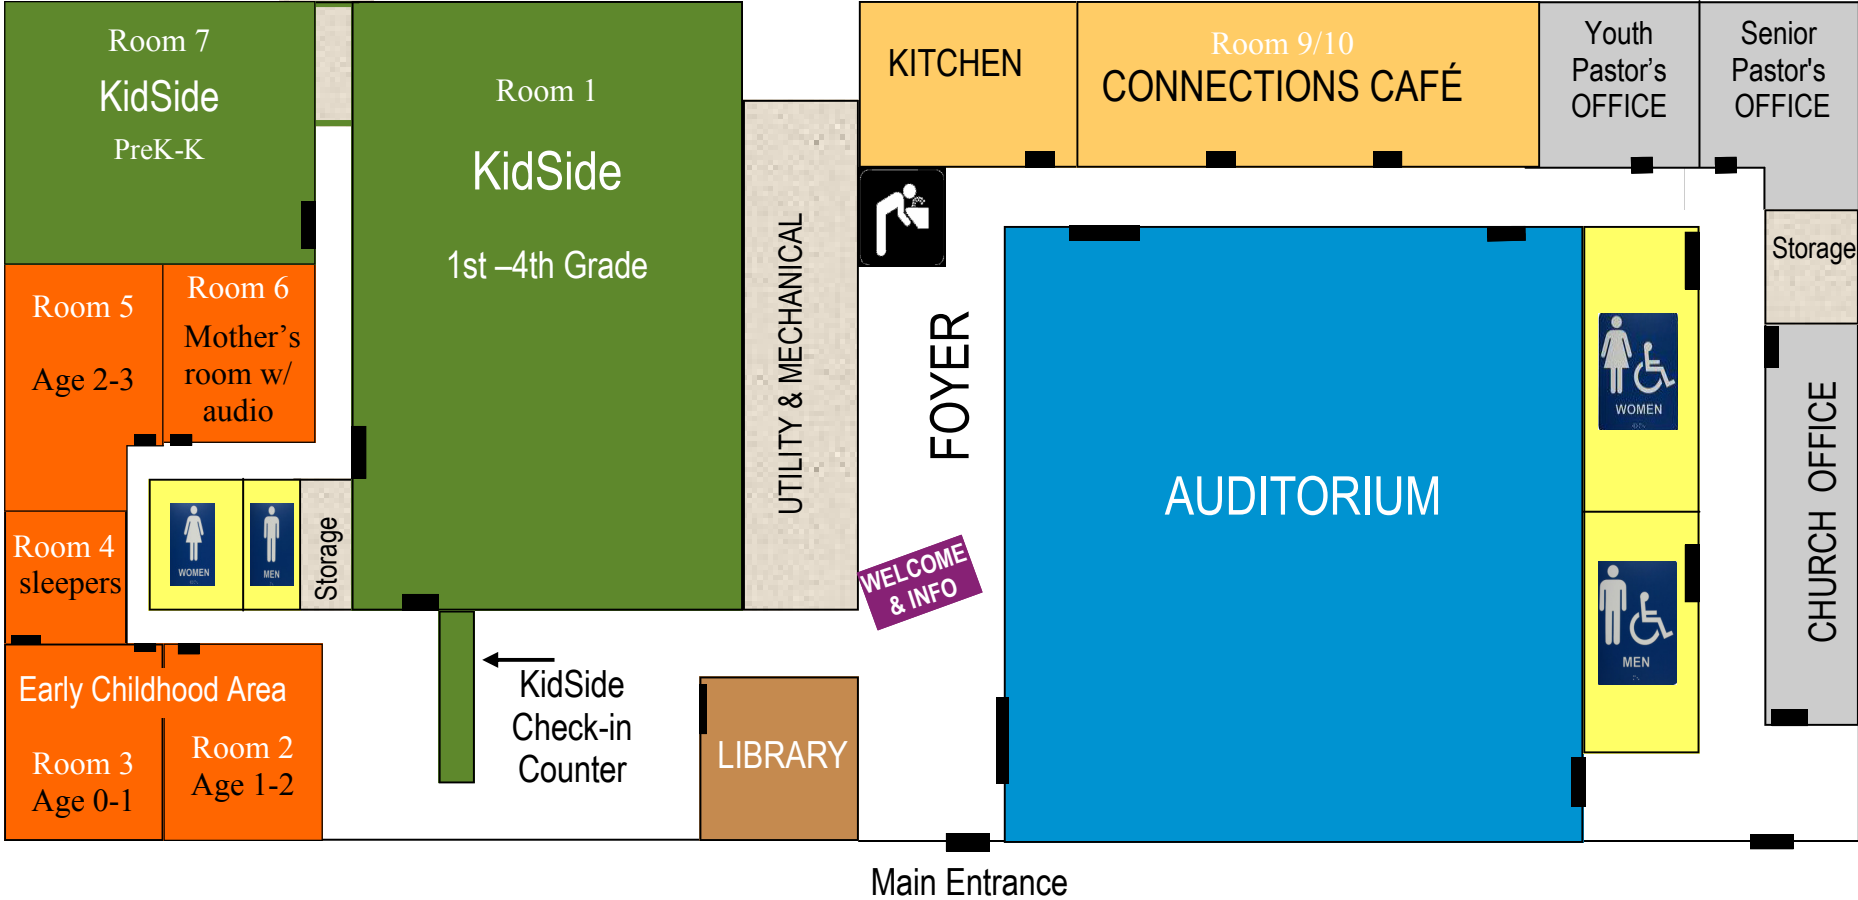 Room 7
KidSide
PreK-K
Room 1
KidSide
1st –4th Grade
KITCHEN
Room 9/10
CONNECTIONS CAFÉ
Youth
Pastor’s
OFFICE
Senior
Pastor's
OFFICE
Room 5
Age 2-3
Room 6
Mother’s
room w/
audio
UTILITY & MECHANICAL
FOYER
Storage
WOMEN
AUDITORIUM
CHURCH OFFICE
Room 4
sleepers
WOMEN
MEN
Storage
WELCOME
& INFO
MEN
Early Childhood Area
Room 3
Age 0-1
Room 2
Age 1-2
KidSide
Check-in
Counter
LIBRARY
Main Entrance